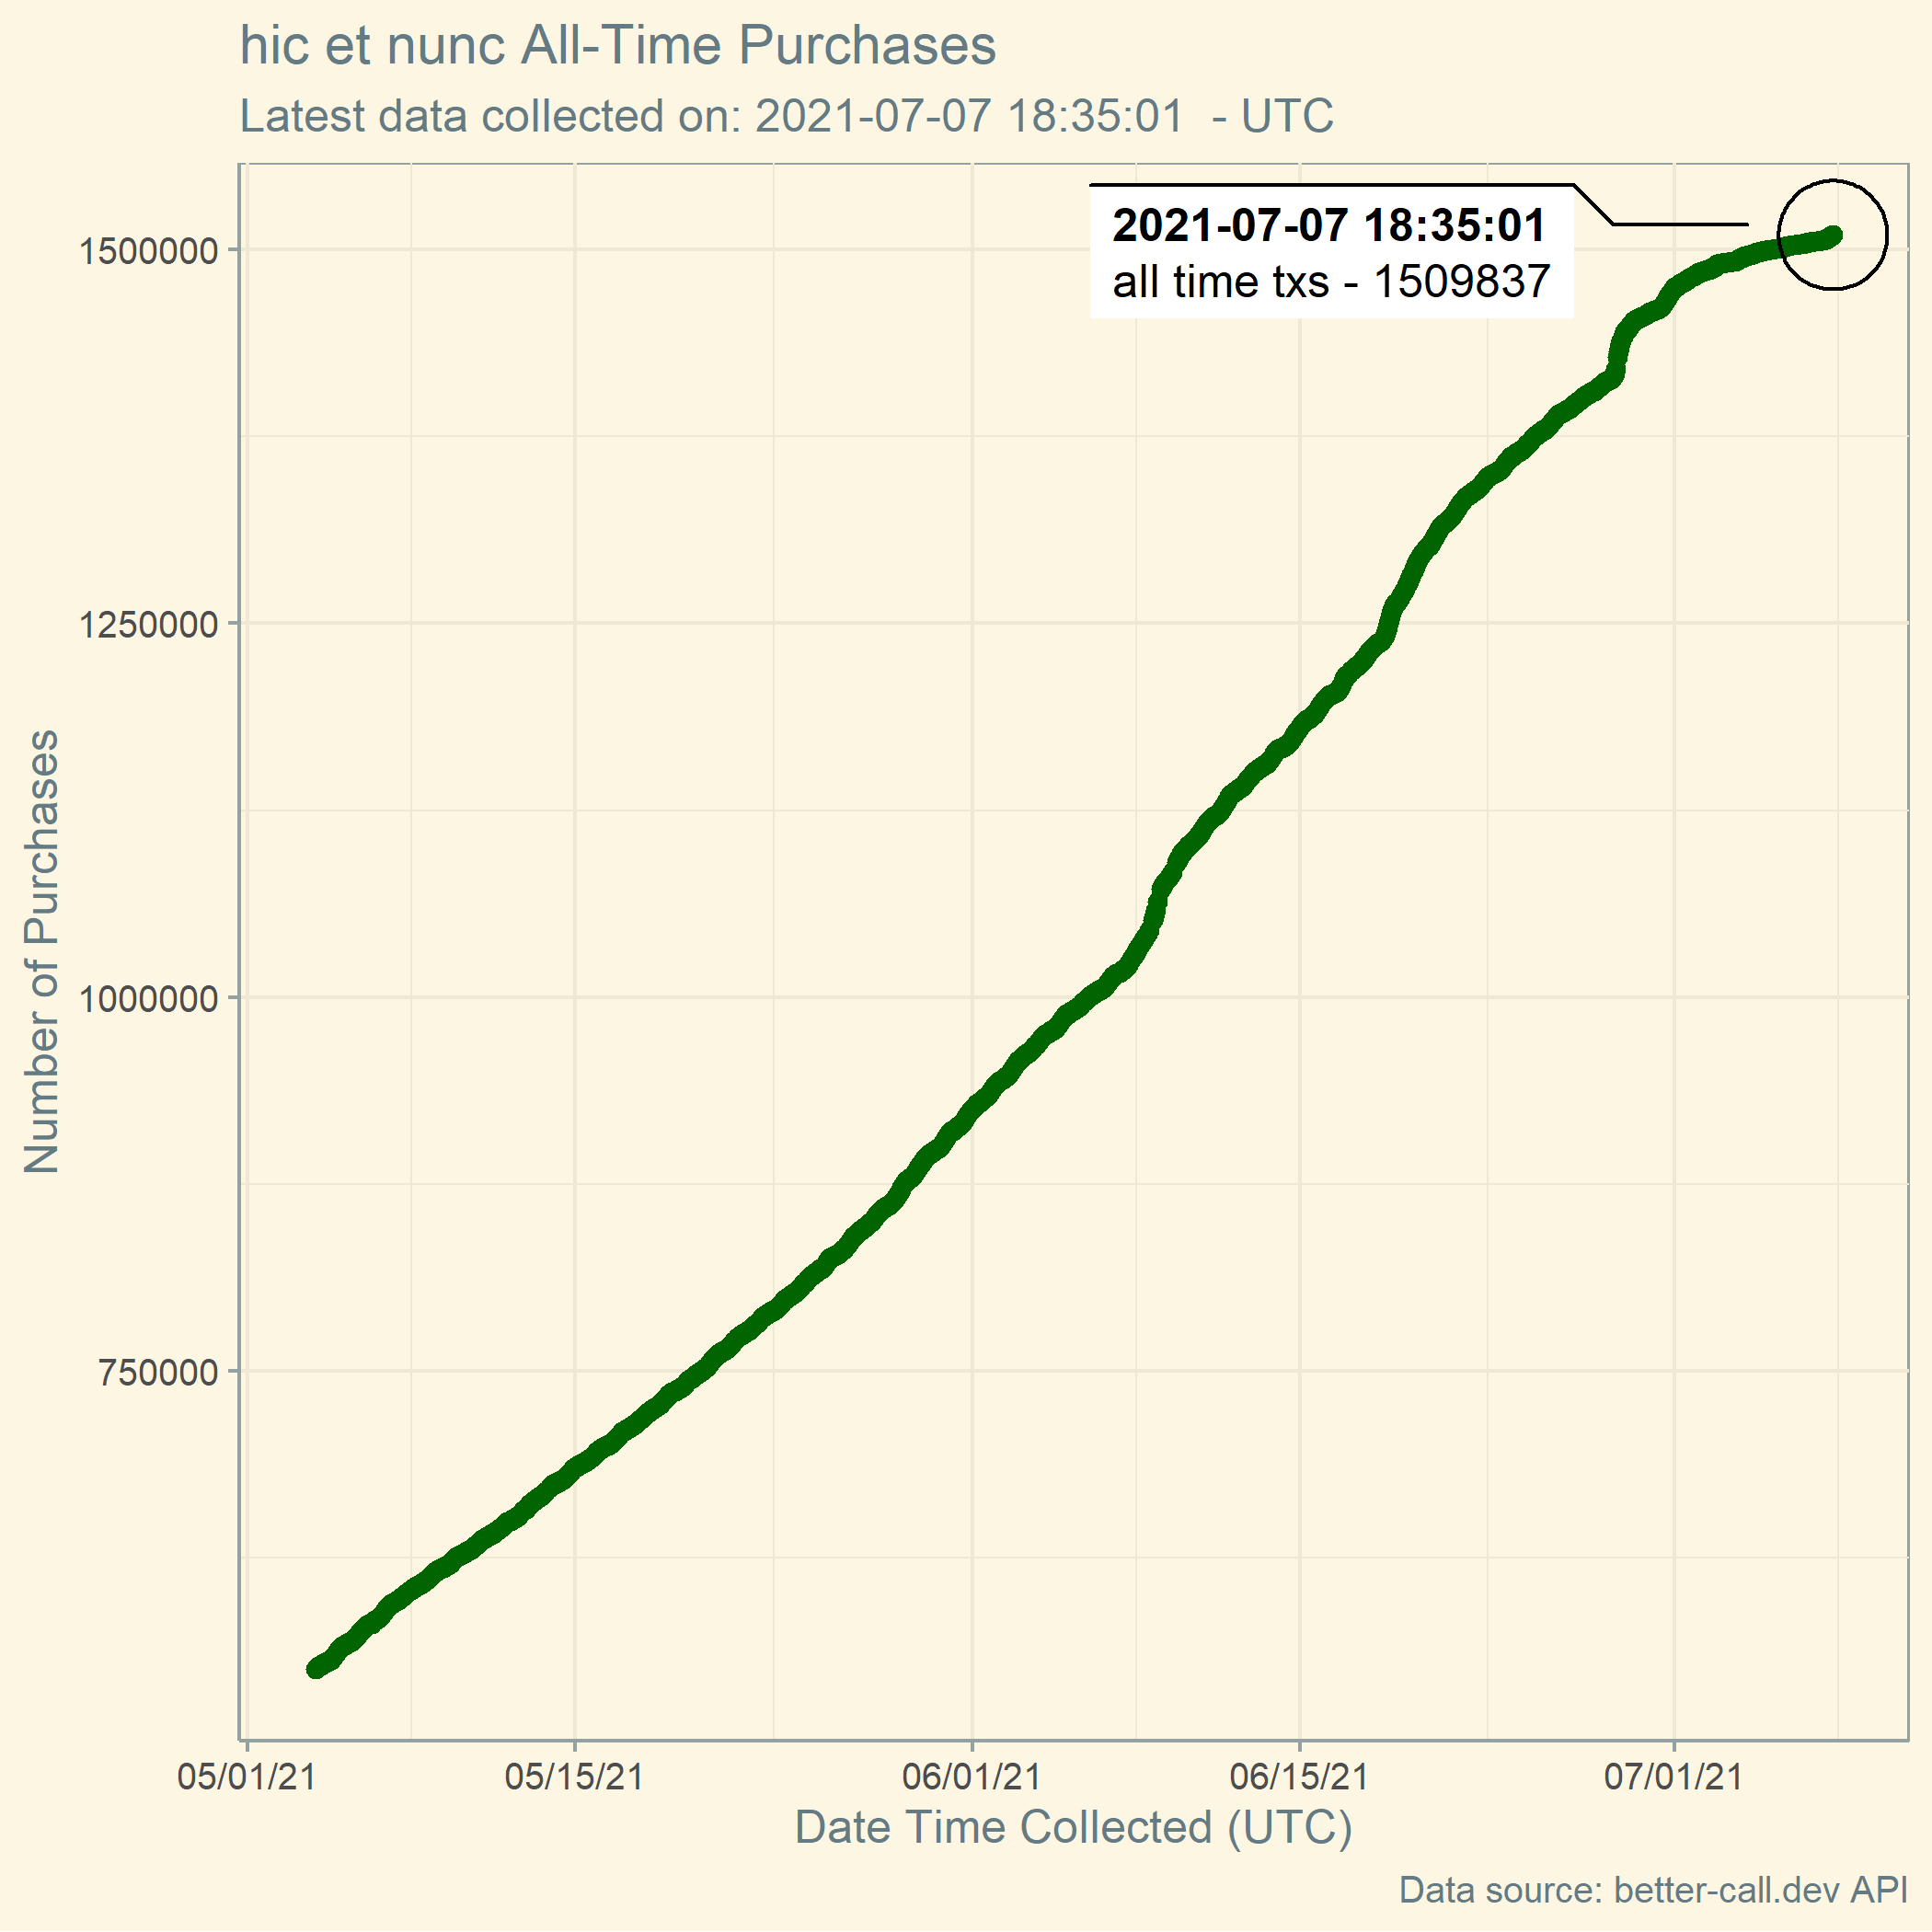 hic et nunc All-Time Purchases
Latest data collected on: 2021-07-07 18:35:01  - UTC
2021-07-07 18:35:01
all time txs - 1509837
Number of Purchases
1500000
1250000
1000000
750000
05/01/21
05/15/21
06/01/21
06/15/21
07/01/21
Date Time Collected (UTC)
Data source: better-call.dev API